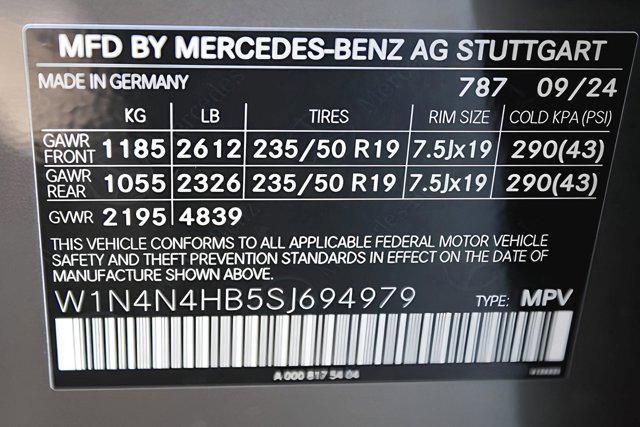 MFD BY MERCEDES-BENZ AG STUTTGART
MADE IN GERMANY 787 09/24
KG LB TIRES RIM SIZE COLD KPA (PSI)
GAWR FRONT 1185 2612 235/50 R19 7.5Jx19 290(43)
GAWR REAR 1055 2326 235/50 R19 7.5Jx19 290(43)
GVWR 2195 4839
THIS VEHICLE CONFORMS TO ALL APPLICABLE FEDERAL MOTOR VEHICLE
SAFETY AND THEFT PREVENTION STANDARDS IN EFFECT ON THE DATE OF
MANUFACTURE SHOWN ABOVE.
W1N4N4HB5SJ694979 TYPE: MPV
A 000 817 54 04